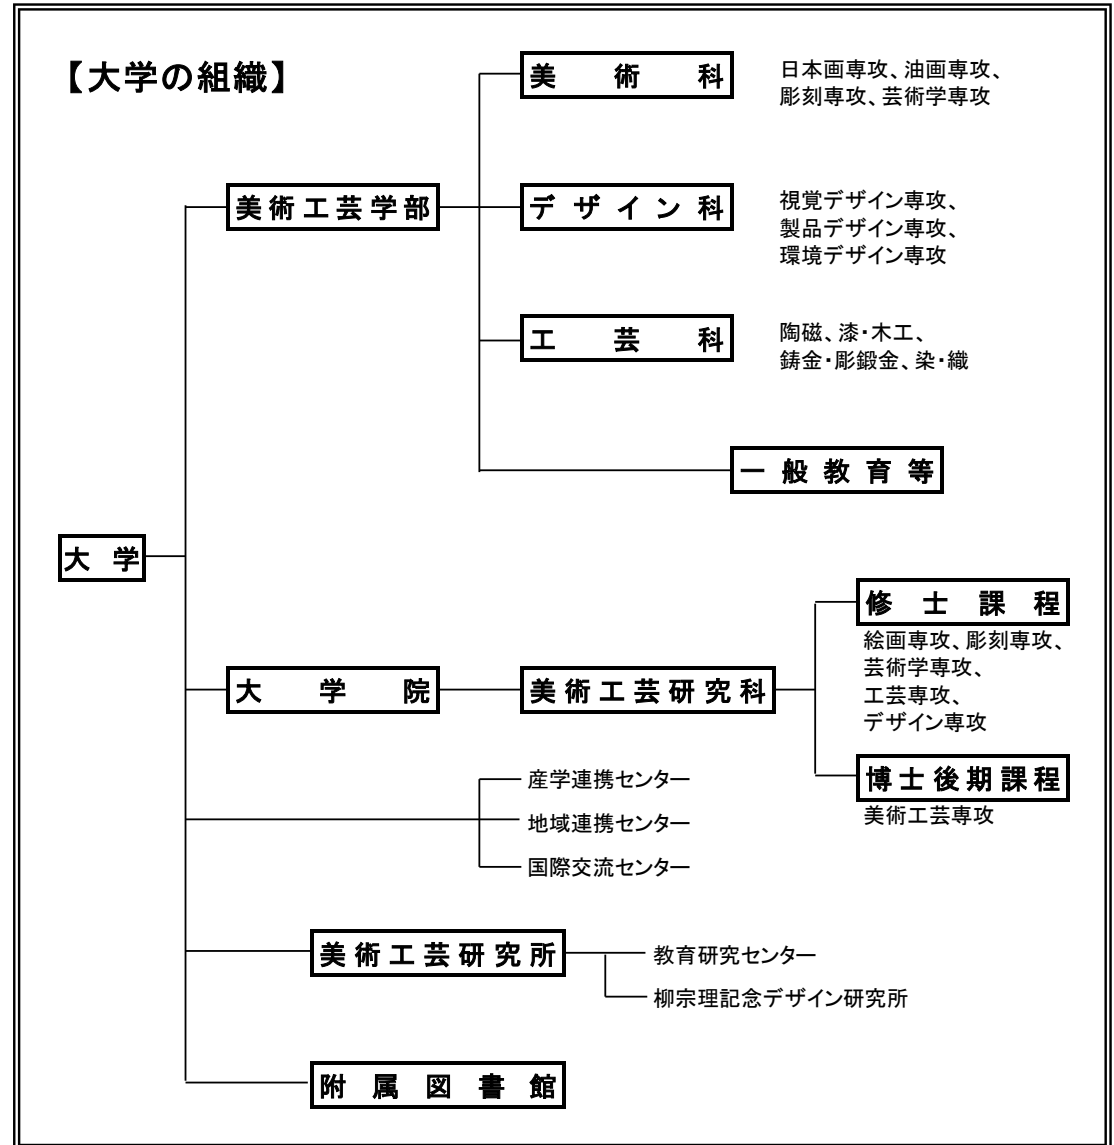 【大学の組織】
美術科
日本画専攻、油画専攻、
彫刻専攻、芸術学専攻
美術工芸学部
デザイン科
視覚デザイン専攻、
製品デザイン専攻、
環境デザイン専攻
工芸科
陶磁、漆・木工、
鋳金・彫鍛金、染・織
一般教育等
大学
大学院
美術工芸研究科
修士課程
絵画専攻、彫刻専攻、
芸術学専攻、
工芸専攻、
デザイン専攻
博士後期課程
美術工芸専攻
産学連携センター
地域連携センター
国際交流センター
美術工芸研究所
教育研究センター
柳宗理記念デザイン研究所
附属図書館